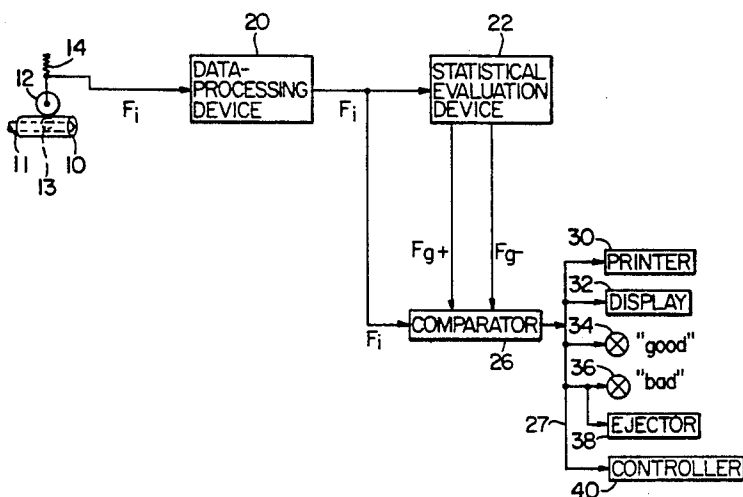 20
22
14
12
DATA-
PROCESSING
DEVICE
STATISTICAL
EVALUATION
DEVICE
Fi
Fi
11
13
10
Fg+
Fg-
30
PRINTER
32
DISPLAY
34
"good"
COMPARATOR
Fi
26
36
"bad"
27
EJECTOR
38
CONTROLLER
40